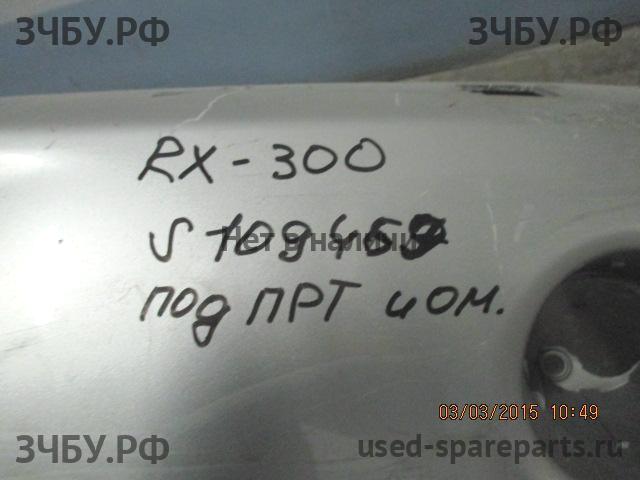 ЗЧБУ.РФ ЗЧБУ.РФ
RX-300
Нет в наличии
под ПРТ и ом.
03/03/2015 10:49
ЗЧБУ.РФ used-spareparts.ru